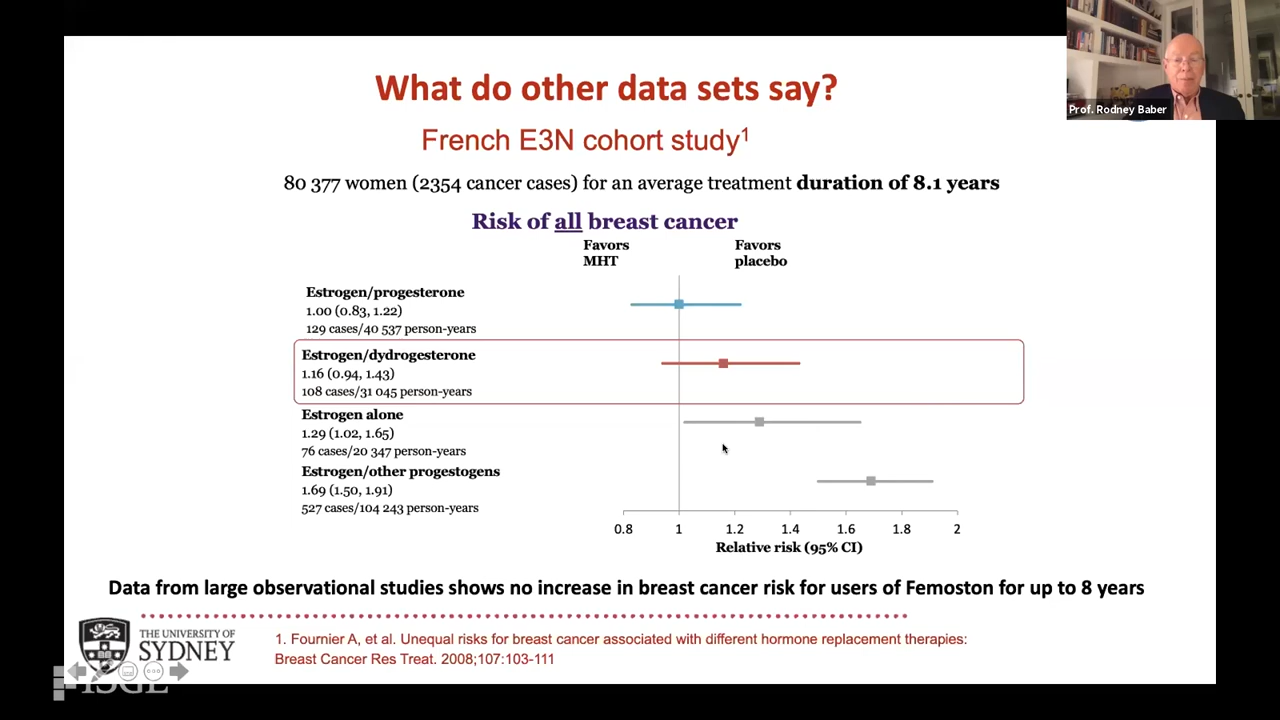 What do other data sets say?
French E3N cohort study1
80 377 women (2354 cancer cases) for an average treatment duration of 8.1 years
Risk of all breast cancer
Favors
MHT
Favors
placebo
Estrogen/progesterone
1.00 (0.83, 1.22)
129 cases/40 537 person-years
Estrogen/dydrogesterone
1.16 (0.94, 1.43)
108 cases/31 045 person-years
Estrogen alone
1.29 (1.02, 1.65)
76 cases/20 347 person-years
Estrogen/other progestogens
1.69 (1.50, 1.91)
527 cases/104 243 person-years
0.8 1 1.2 1.4 1.6 1.8 2
Relative risk (95% CI)
Data from large observational studies shows no increase in breast cancer risk for users of Femoston for up to 8 years
THE UNIVERSITY OF
SYDNEY
1. Fournier A, et al. Unequal risks for breast cancer associated with different hormone replacement therapies:
Breast Cancer Res Treat. 2008;107:103-111
Prof. Rodney Baber